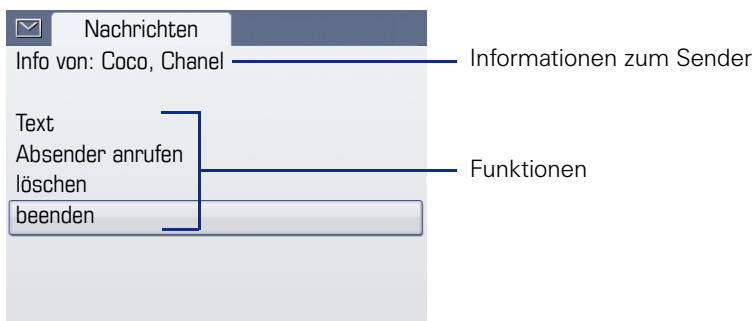 Nachrichten
Info von: Coco, Chanel
Informationen zum Sender
Text
Absender anrufen
löschen
beenden
Funktionen